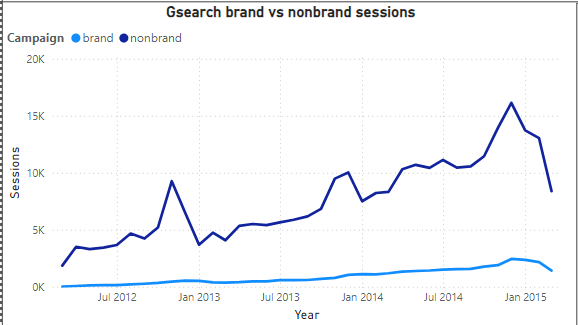 Gsearch brand vs nonbrand sessions
Campaign brand nonbrand
20K
15K
10K
5K
0K
Sessions
Jul 2012 Jan 2013 Jul 2013 Jan 2014 Jul 2014 Jan 2015
Year